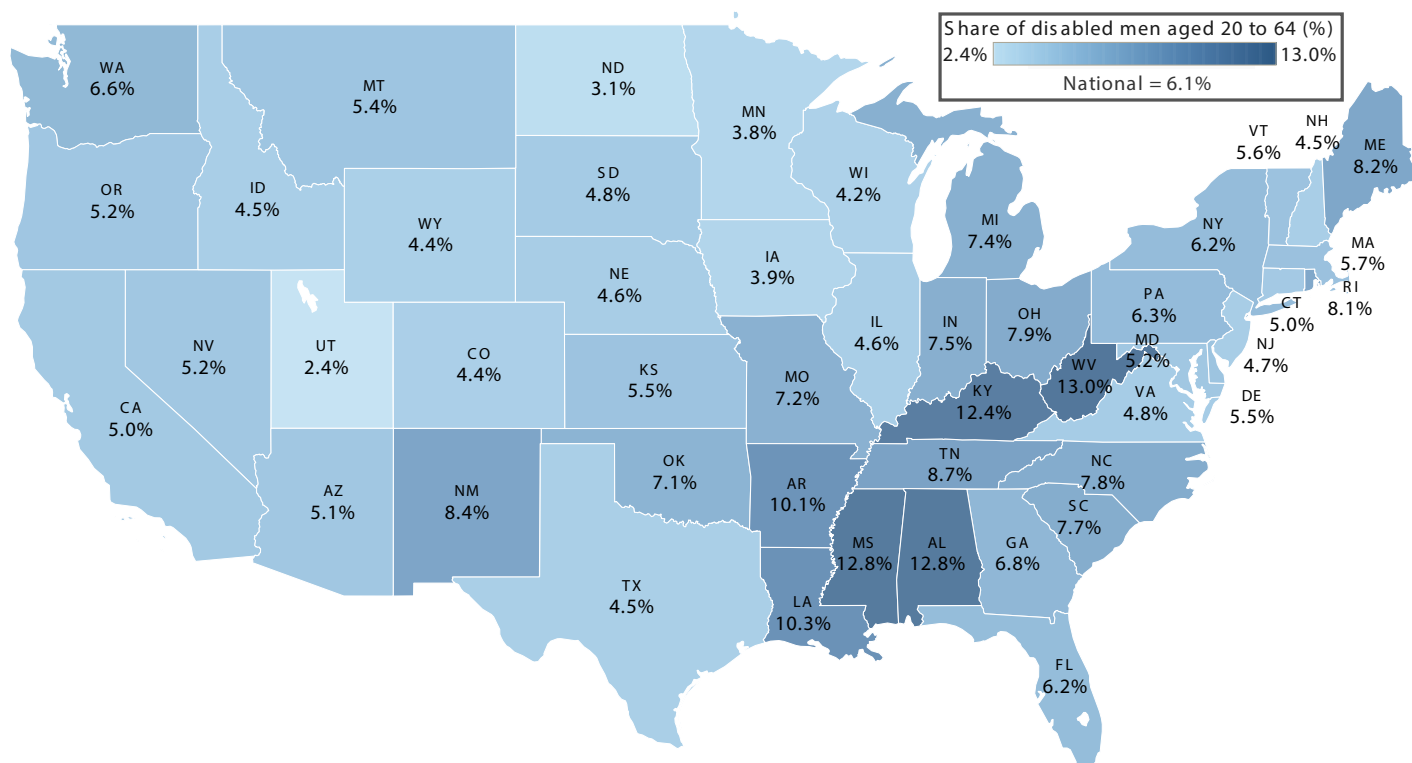 Share of disabled men aged 20 to 64 (%)
2.4%
13.0%
National = 6.1%
WA
6.6%
MT
5.4%
ND
3.1%
MN
3.8%
VT
5.6%
NH
4.5%
ME
8.2%
OR
5.2%
ID
4.5%
SD
4.8%
WI
4.2%
WY
4.4%
MI
7.4%
NY
6.2%
MA
5.7%
IA
3.9%
NE
4.6%
PA
6.3%
RI
8.1%
CT
5.0%
IL
4.6%
IN
7.5%
OH
7.9%
MD
5.2%
NJ
4.7%
NV
5.2%
UT
2.4%
CO
4.4%
KS
5.5%
MO
7.2%
KY
12.4%
WV
13.0%
VA
4.8%
DE
5.5%
CA
5.0%
AZ
5.1%
NM
8.4%
OK
7.1%
AR
10.1%
TN
8.7%
NC
7.8%
SC
7.7%
MS
12.8%
AL
12.8%
GA
6.8%
TX
4.5%
LA
10.3%
FL
6.2%